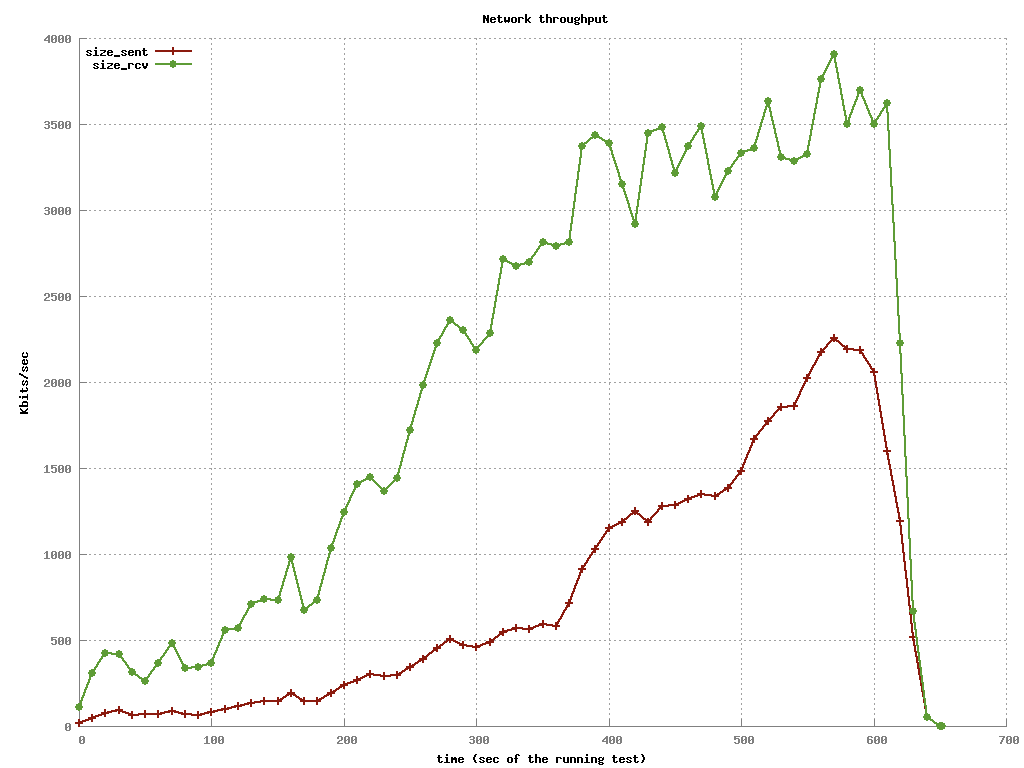 Network throughput
4000
size_sent
size_rcv
3500
3000
2500
Kbits/sec
2000
1500
1000
500
0
0 100 200 300 400 500 600 700
time (sec of the running test)